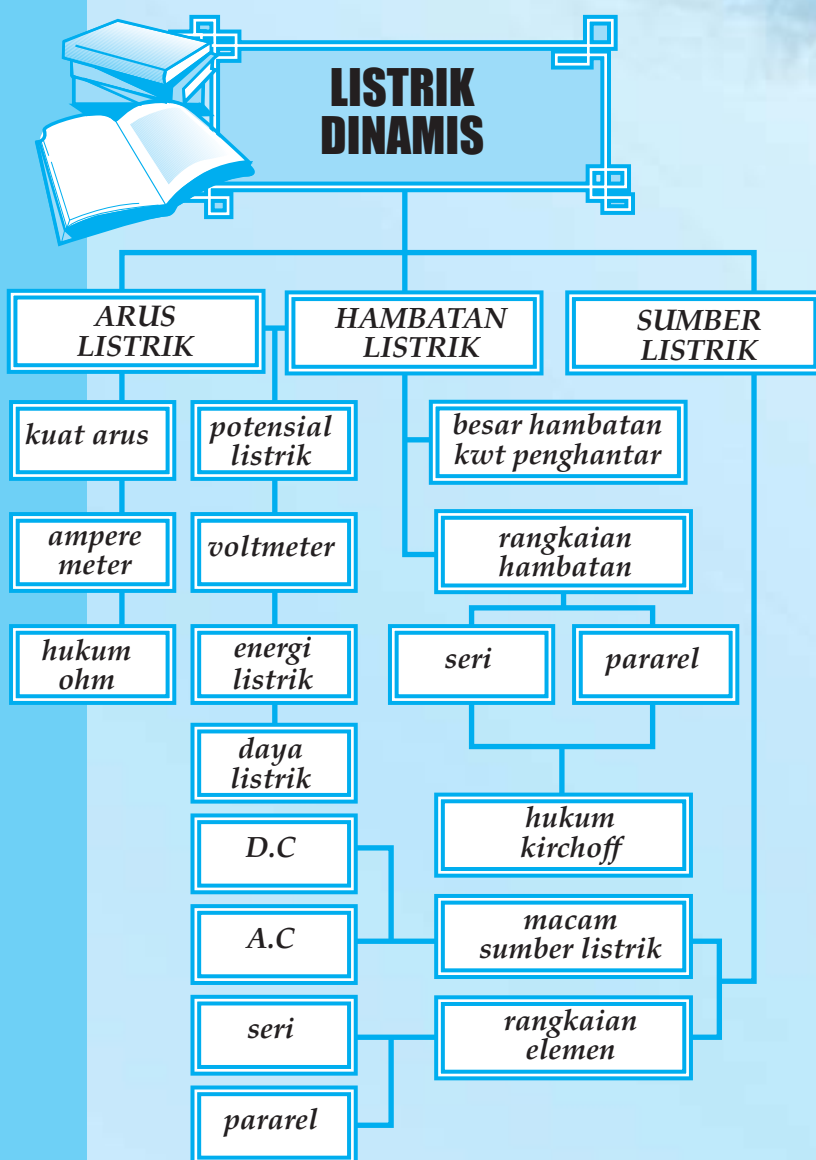 LISTRIK
DINAMIS
ARUS
LISTRIK
HAMBATAN
LISTRIK
SUMBER
LISTRIK
kuat arus
potensial
listrik
besar hambatan
kwt penghantar
ampere
meter
voltmeter
rangkaian
hambatan
hukum
ohm
energi
listrik
seri
pararel
daya
listrik
hukum
kirchoff
D.C
A.C
macam
sumber listrik
seri
rangkaian
elemen
pararel